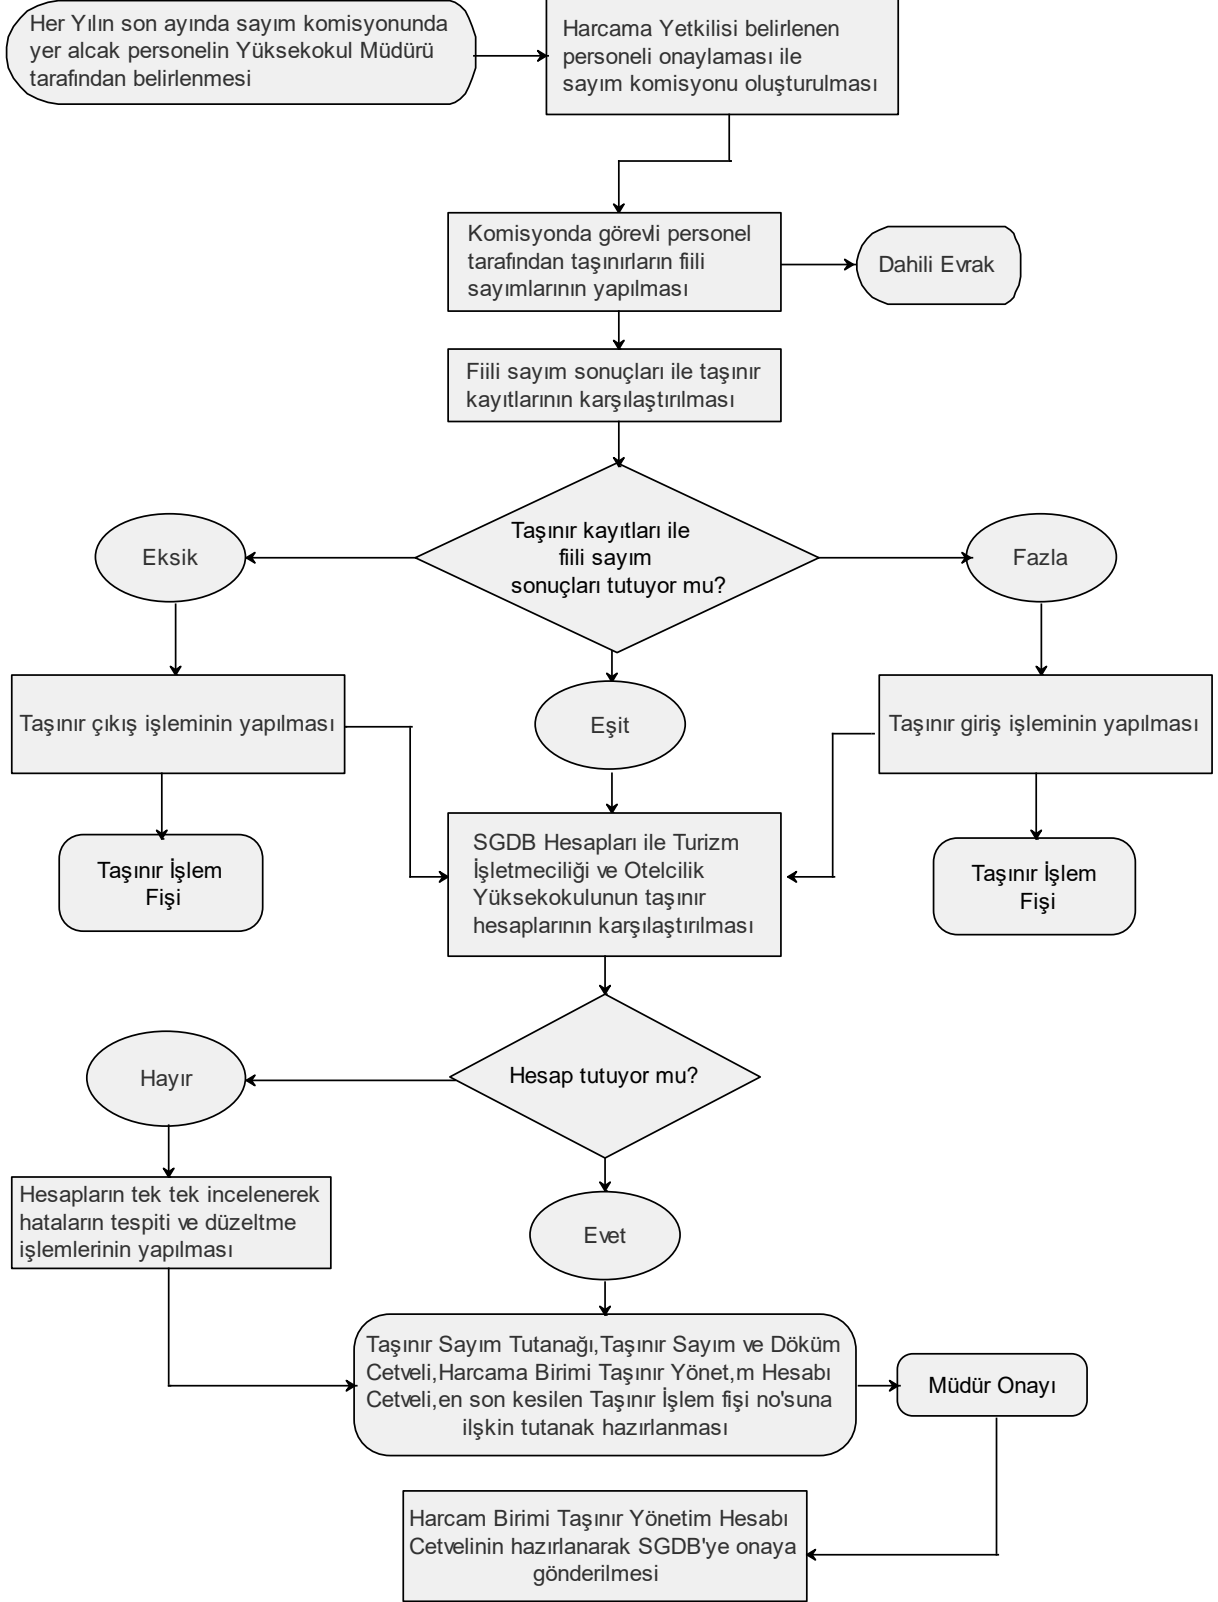 Her Yılın son ayında sayım komisyonunda
yer alcak personelin Yüksekokul Müdürü
tarafından belirlenmesi
Harcama Yetkilisi belirlenen
personeli onaylaması ile
sayım komisyonu oluşturulması
Komisyonda görevli personel
tarafından taşınırların fiili
sayımlarının yapılması
Dahili Evrak
Fiili sayım sonuçları ile taşınır
kayıtlarının karşılaştırılması
Taşınır kayıtları ile
fiili sayım
sonuçları tutuyor mu?
Eksik
Fazla
Taşınır çıkış işleminin yapılması
Eşit
Taşınır giriş işleminin yapılması
Taşınır İşlem
Fişi
SGDB Hesapları ile Turizm
İşletmeciliği ve Otelcilik
Yüksekokulunun taşınır
hesaplarının karşılaştırılması
Taşınır İşlem
Fişi
Hesap tutuyor mu?
Hayır
Hesapların tek tek incelenerek
hataların tespiti ve düzeltme
işlemlerinin yapılması
Evet
Taşınır Sayım Tutanağı,Taşınır Sayım ve Döküm
Cetveli,Harcama Birimi Taşınır Yönet,m Hesabı
Cetveli,en son kesilen Taşınır İşlem fişi no'suna
ilşkin tutanak hazırlanması
Müdür Onayı
Harcam Birimi Taşınır Yönetim Hesabı
Cetvelinin hazırlanarak SGDB'ye onaya
gönderilmesi